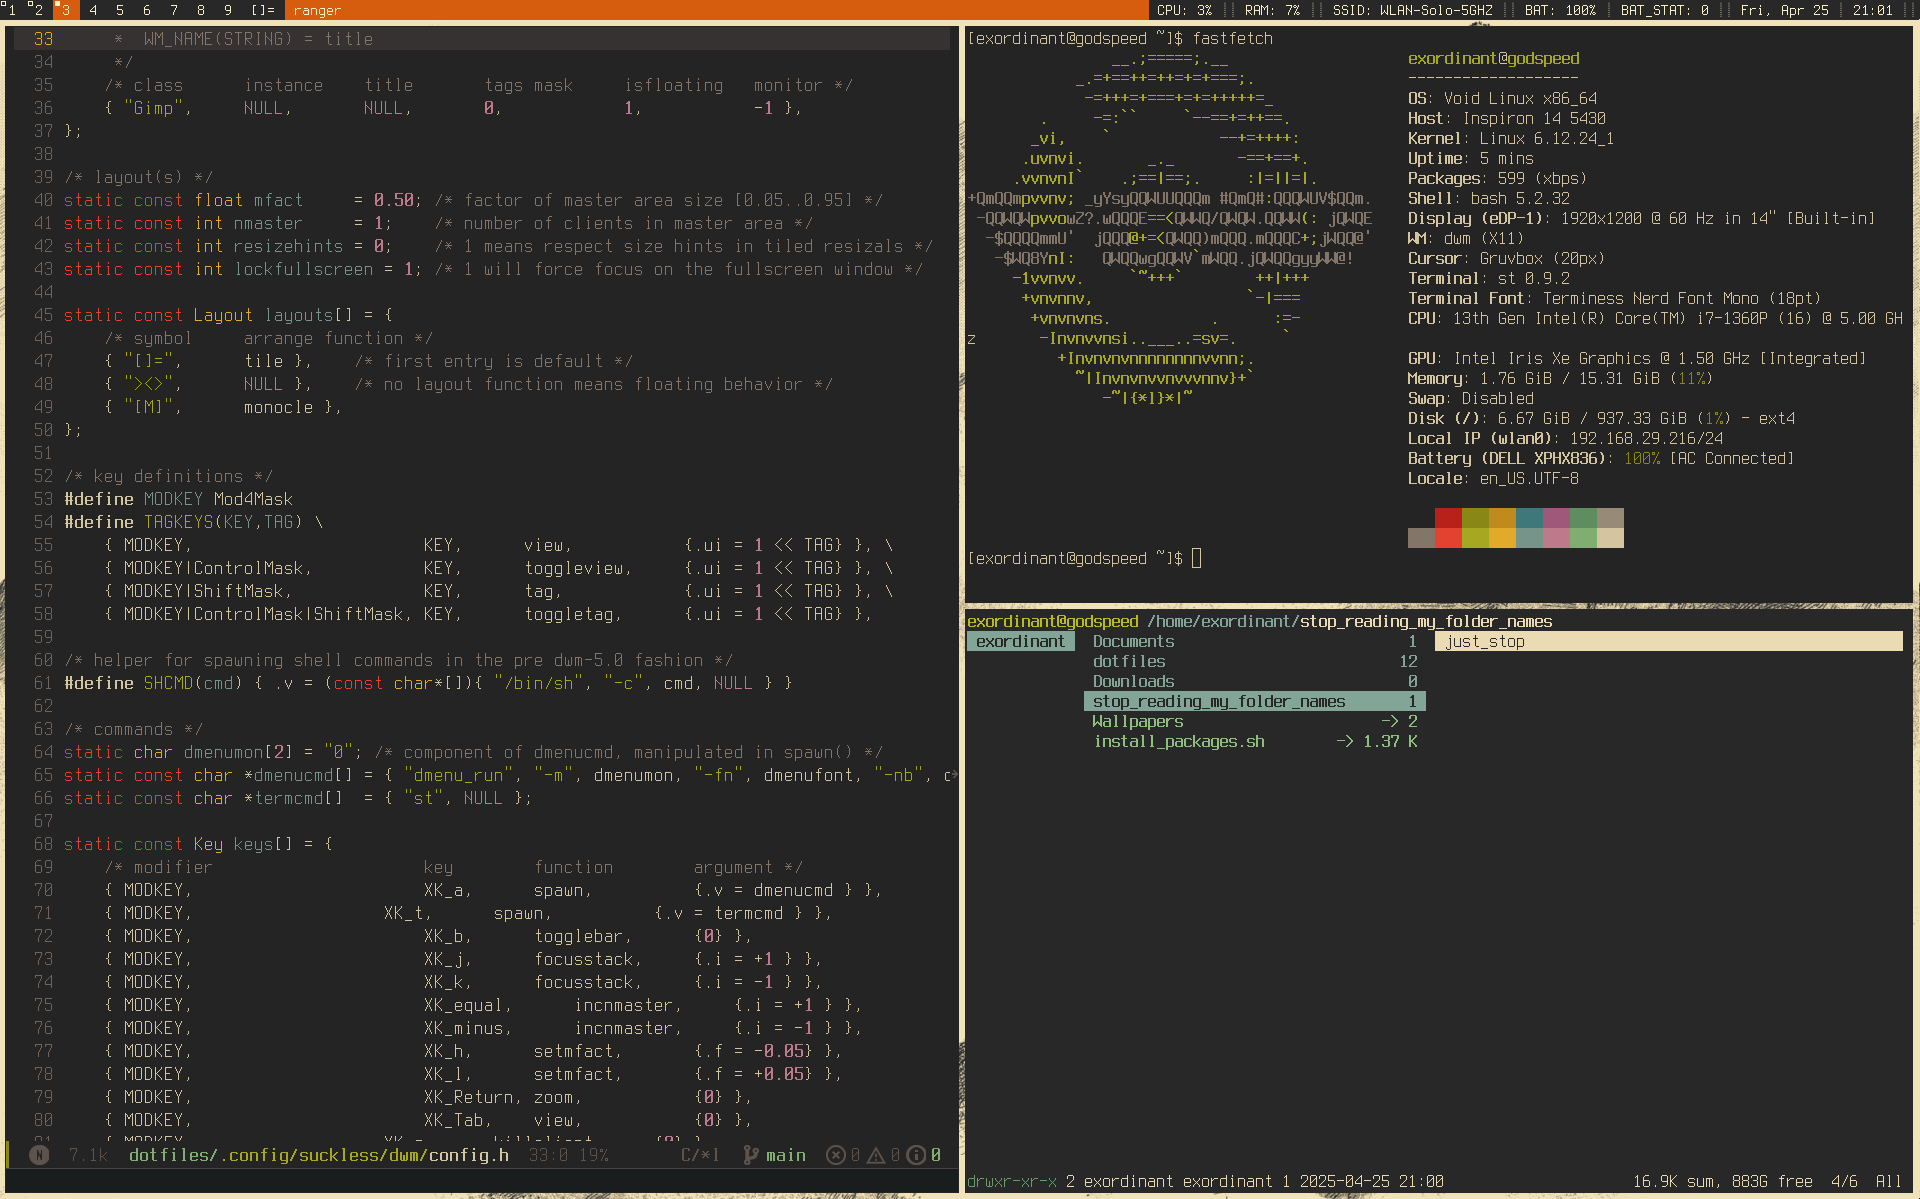 1 2 3 4 5 6 7 8 9 []= ranger CPU: 3% || RAM: 7% || SSID: WLAN-Solo-5GHZ || BAT: 100% | BAT_STAT: 0 || Fri, Apr 25 | 21:01 ||
33 * WM_NAME(STRING) = title
34 */
35 /* class instance title tags mask isfloating monitor */
36 { "Gimp", NULL, NULL, 0, 1, -1 },
37 };
38
39 /* layout(s) */
40 static const float mfact = 0.50; /* factor of master area size [0.05..0.95] */
41 static const int nmaster = 1; /* number of clients in master area */
42 static const int resizehints = 0; /* 1 means respect size hints in tiled resizals */
43 static const int lockfullscreen = 1; /* 1 will force focus on the fullscreen window */
44
45 static const Layout layouts[] = {
46 /* symbol arrange function */
47 { "[]=", tile }, /* first entry is default */
48 { "><>", NULL }, /* no layout function means floating behavior */
49 { "[M]", monocle },
50 };
51
52 /* key definitions */
53 #define MODKEY Mod4Mask
54 #define TAGKEYS(KEY,TAG) \
55 { MODKEY, KEY, view, {.ui = 1 << TAG} }, \
56 { MODKEY|ControlMask, KEY, toggleview, {.ui = 1 << TAG} }, \
57 { MODKEY|ShiftMask, KEY, tag, {.ui = 1 << TAG} }, \
58 { MODKEY|ControlMask|ShiftMask, KEY, toggletag, {.ui = 1 << TAG} },
59
60 /* helper for spawning shell commands in the pre dwm-5.0 fashion */
61 #define SHCMD(cmd) { .v = (const char*[]){ "/bin/sh", "-c", cmd, NULL } }
62
63 /* commands */
64 static char dmenumon[2] = "0"; /* component of dmenucmd, manipulated in spawn() */
65 static const char *dmenucmd[] = { "dmenu_run", "-m", dmenumon, "-fn", dmenufont, "-nb", c
66 static const char *termcmd[] = { "st", NULL };
67
68 static const Key keys[] = {
69 /* modifier key function argument */
70 { MODKEY, XK_a, spawn, {.v = dmenucmd } },
71 { MODKEY, XK_t, spawn, {.v = termcmd } },
72 { MODKEY, XK_b, togglebar, {0} },
73 { MODKEY, XK_j, focusstack, {.i = +1 } },
74 { MODKEY, XK_k, focusstack, {.i = -1 } },
75 { MODKEY, XK_equal, incnmaster, {.i = +1 } },
76 { MODKEY, XK_minus, incnmaster, {.i = -1 } },
77 { MODKEY, XK_h, setmfact, {.f = -0.05} },
78 { MODKEY, XK_l, setmfact, {.f = +0.05} },
79 { MODKEY, XK_Return, zoom, {0} },
80 { MODKEY, XK_Tab, view, {0} },
N 7.1k dotfiles/.config/suckless/dwm/config.h 33:0 19% C/*l main 0 0 0
[exordinant@godspeed ~]$ fastfetch
exordinant@godspeed
-------------------
OS: Void Linux x86_64
Host: Inspiron 14 5430
Kernel: Linux 6.12.24_1
Uptime: 5 mins
Packages: 599 (xbps)
Shell: bash 5.2.32
Display (eDP-1): 1920x1200 @ 60 Hz in 14" [Built-in]
WM: dwm (X11)
Cursor: Gruvbox (20px)
Terminal: st 0.9.2
Terminal Font: Terminess Nerd Font Mono (18pt)
CPU: 13th Gen Intel(R) Core(TM) i7-1360P (16) @ 5.00 GH
z
GPU: Intel Iris Xe Graphics @ 1.50 GHz [Integrated]
Memory: 1.76 GiB / 15.31 GiB (11%)
Swap: Disabled
Disk (/): 6.67 GiB / 937.33 GiB (1%) - ext4
Local IP (wlan0): 192.168.29.216/24
Battery (DELL XPHX836): 100% [AC Connected]
Locale: en_US.UTF-8
[exordinant@godspeed ~]$
exordinant@godspeed /home/exordinant/stop_reading_my_folder_names
exordinant Documents 1 just_stop
dotfiles 12
Downloads 0
stop_reading_my_folder_names 1
Wallpapers -> 2
install_packages.sh -> 1.37 K
drwxr-xr-x 2 exordinant exordinant 1 2025-04-25 21:00 16.9K sum, 883G free 4/6 All